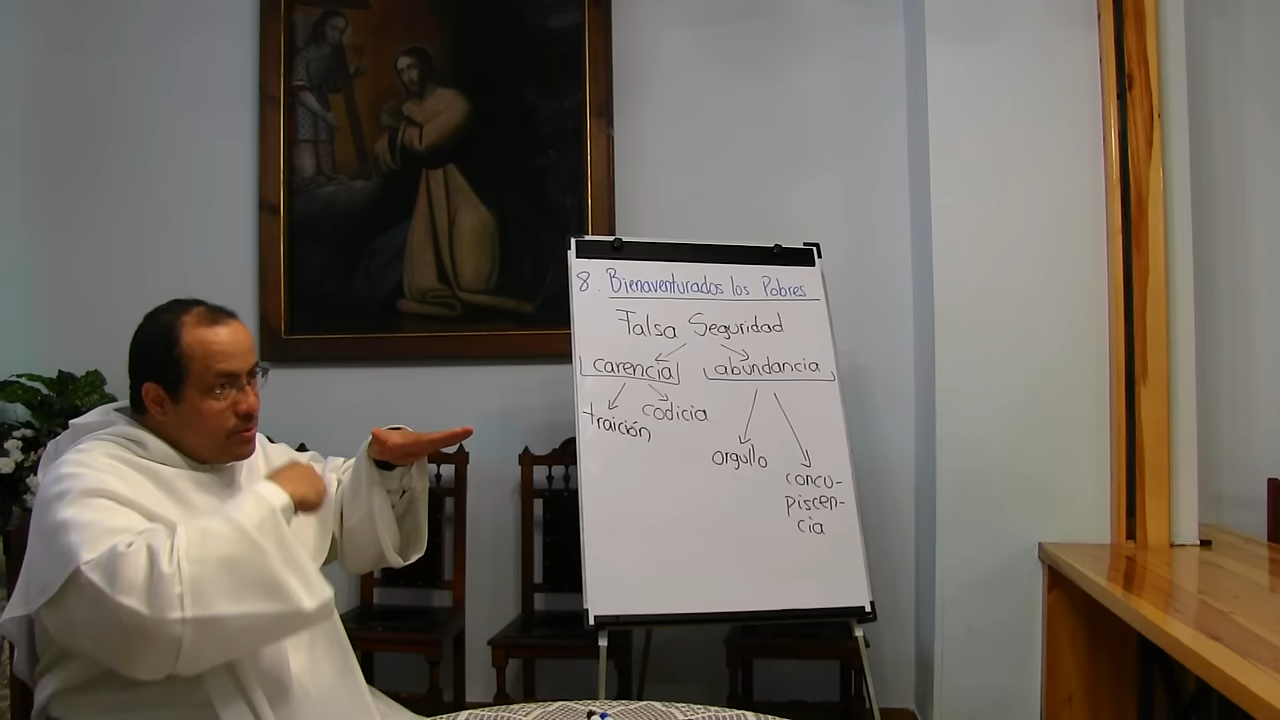 8. Bienaventurados los Pobres
Falsa Seguridad
carencia abundancia
traición codicia
orgullo
concu-
piscen-
cia